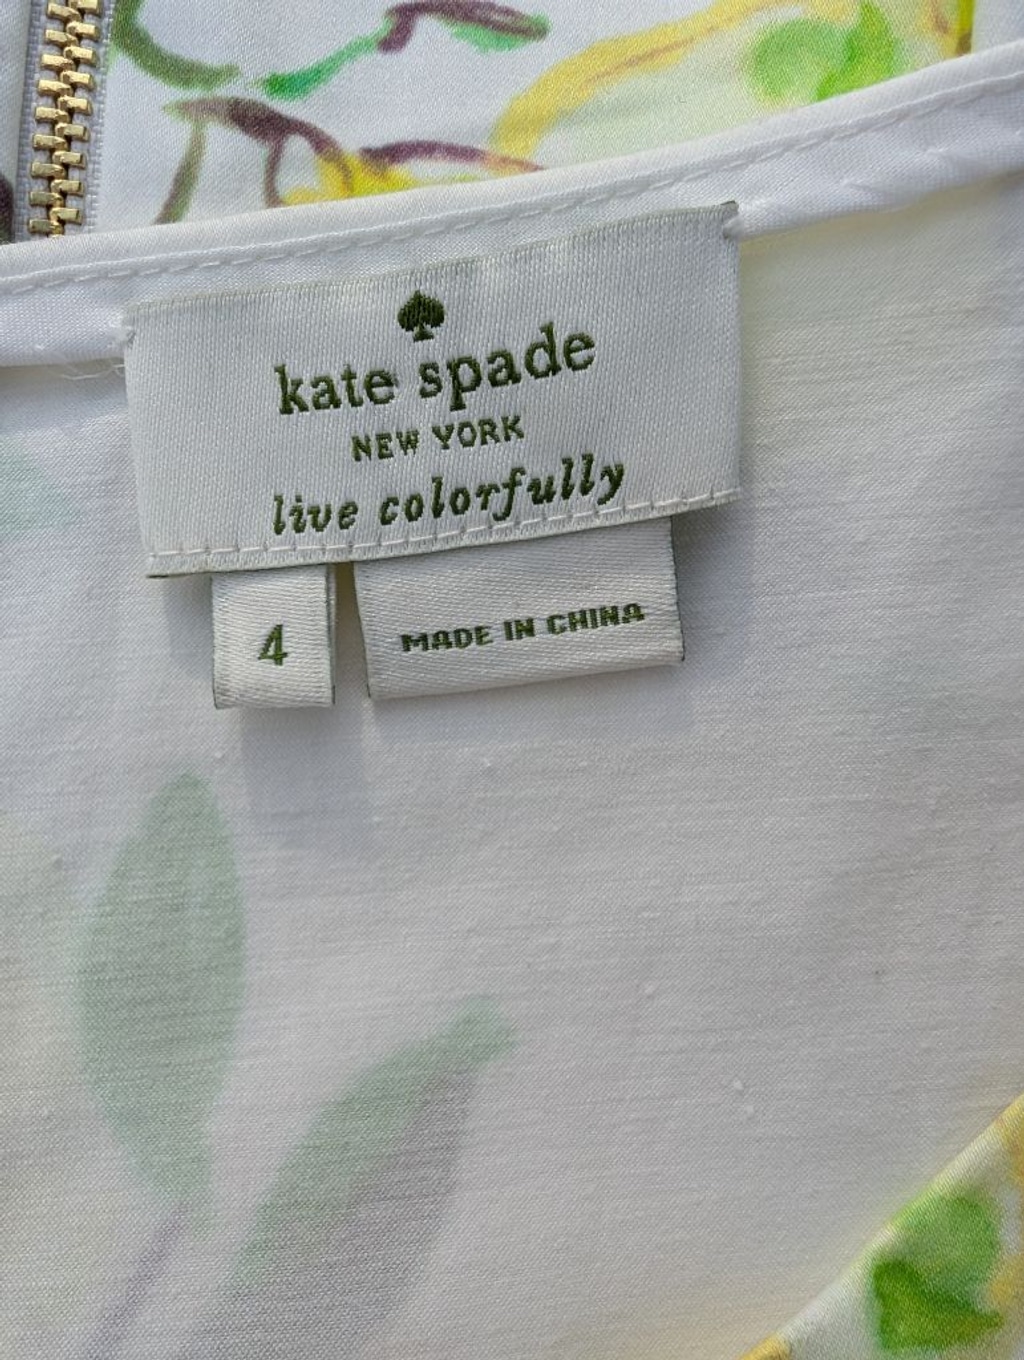 kate spade
NEW YORK
live colorfully
4
MADE IN CHINA